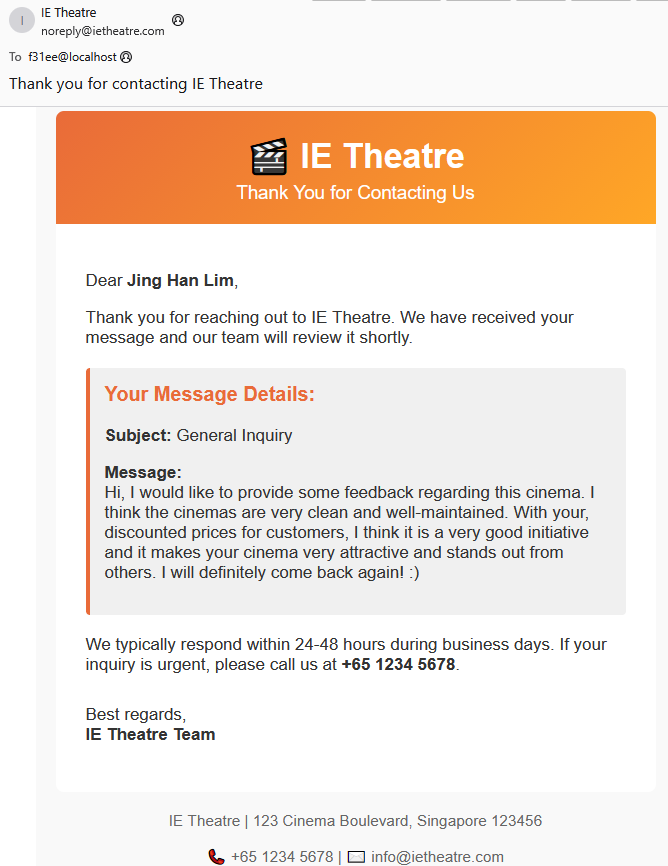 I
IE Theatre
noreply@ietheatre.com
To f31ee@localhost
Thank you for contacting IE Theatre
IE Theatre
Thank You for Contacting Us
Dear Jing Han Lim,
Thank you for reaching out to IE Theatre. We have received your
message and our team will review it shortly.
Your Message Details:
Subject: General Inquiry
Message:
Hi, I would like to provide some feedback regarding this cinema. I
think the cinemas are very clean and well-maintained. With your,
discounted prices for customers, I think it is a very good initiative
and it makes your cinema very attractive and stands out from
others. I will definitely come back again! :)
We typically respond within 24-48 hours during business days. If your
inquiry is urgent, please call us at +65 1234 5678.
Best regards,
IE Theatre Team
IE Theatre | 123 Cinema Boulevard, Singapore 123456
+65 1234 5678 | info@ietheatre.com